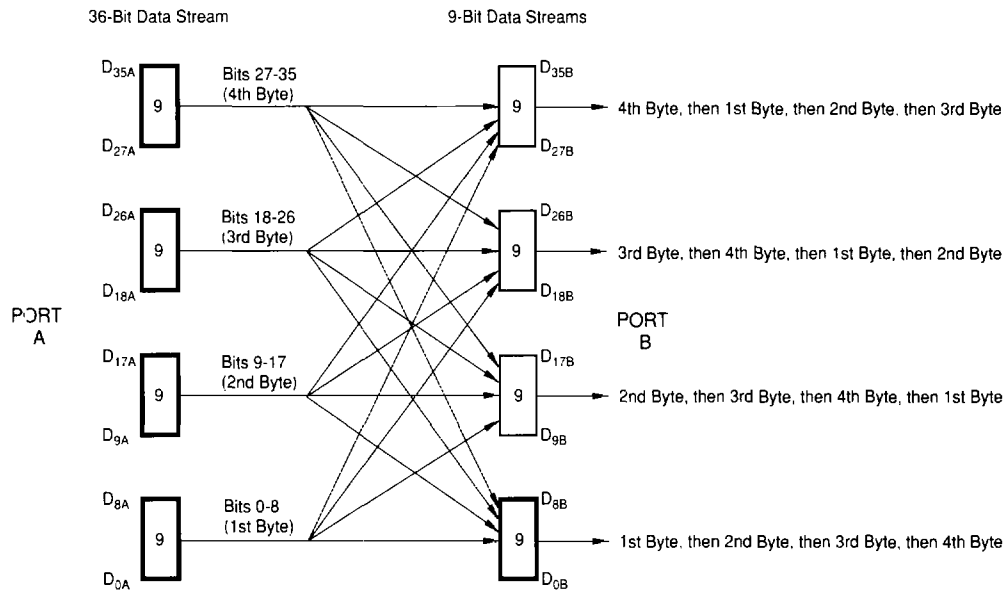 36-Bit Data Stream
9-Bit Data Streams
D35A
9
D27A
Bits 27-35
(4th Byte)
D35B
9
D27B
4th Byte, then 1st Byte, then 2nd Byte, then 3rd Byte
D26A
9
D18A
Bits 18-26
(3rd Byte)
D26B
9
D18B
3rd Byte, then 4th Byte, then 1st Byte, then 2nd Byte
PORT
A
PORT
B
D17A
9
D9A
Bits 9-17
(2nd Byte)
D17B
9
D9B
2nd Byte, then 3rd Byte, then 4th Byte, then 1st Byte
D8A
9
D0A
Bits 0-8
(1st Byte)
D8B
9
D0B
1st Byte, then 2nd Byte, then 3rd Byte, then 4th Byte